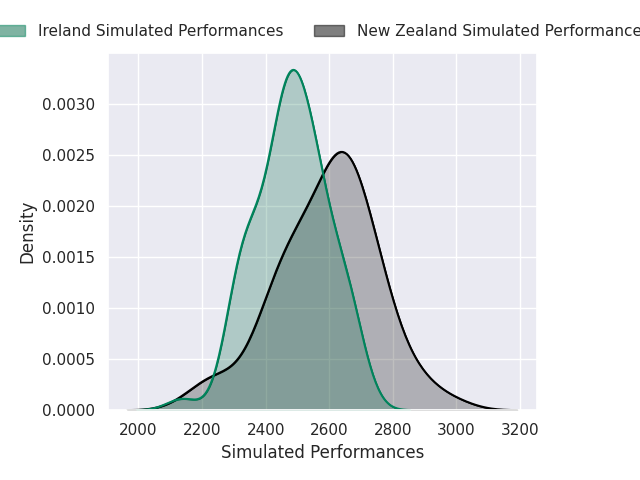 Ireland Simulated Performances New Zealand Simulated Performance
Density
0.0030
0.0025
0.0020
0.0015
0.0010
0.0005
0.0000
2000 2200 2400 2600 2800 3000 3200
Simulated Performances